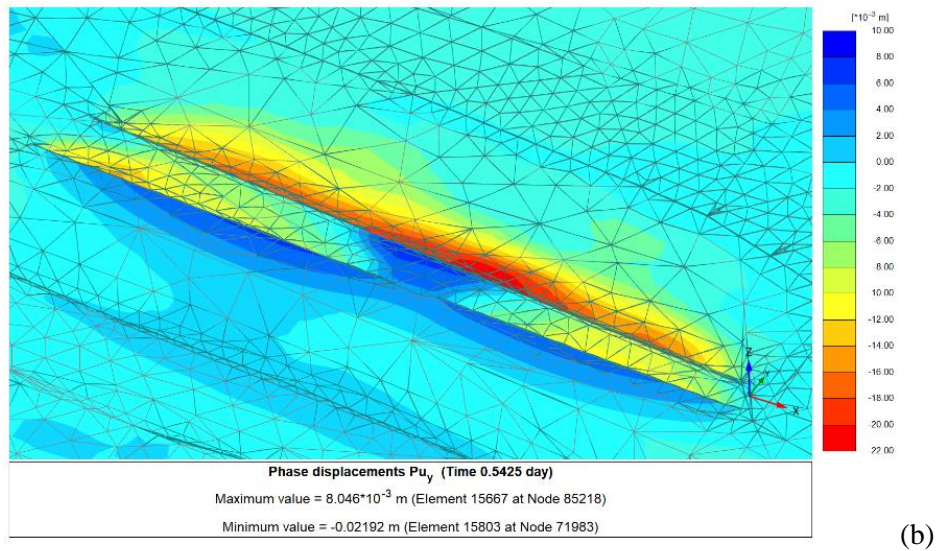 [*10⁻³ m]
10.00
8.00
6.00
4.00
2.00
0.00
-2.00
-4.00
-6.00
-8.00
-10.00
-12.00
-14.00
-16.00
-18.00
-20.00
22.00
Z
Y
X
Phase displacements Pu_y (Time 0.5425 day)
Maximum value = 8.046*10⁻³ m (Element 15667 at Node 85218)
Minimum value = -0.02192 m (Element 15803 at Node 71983)
(b)